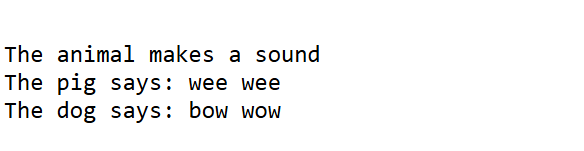 The animal makes a sound
The pig says: wee wee
The dog says: bow wow